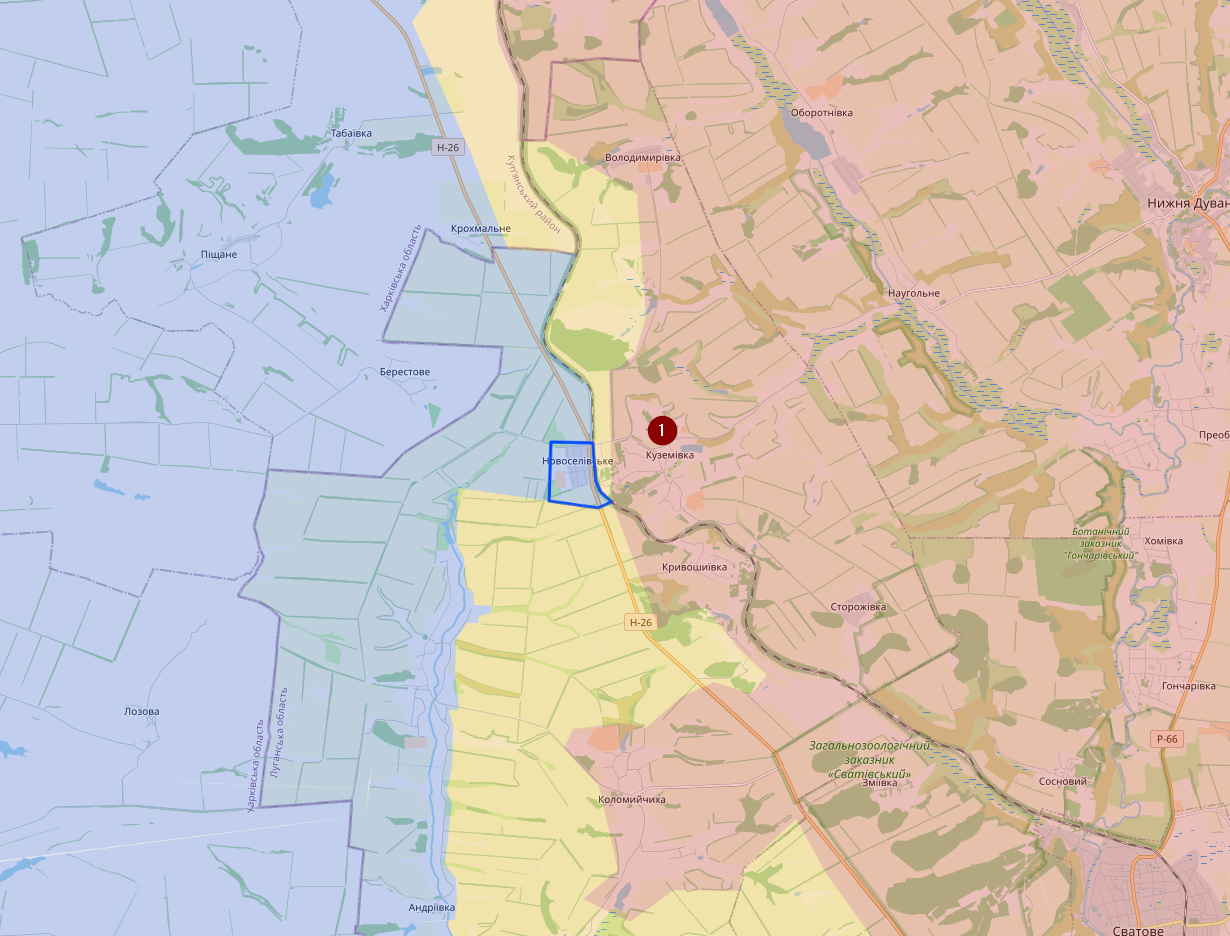 Оборотнівка
Табаївка
Н-26
Володимирівка
Куп'янський район
Нижня Дуван
Крохмальне
Харківська область
Піщане
Наугольне
Берестове
1
Преоб
Куземівка
Новоселівське
Ботанічний
заказник
"Гончарівський"
Хомівка
Кривошиївка
Сторожівка
Н-26
Гончарівка
Лозова
Луганська область
Харківська область
Р-66
Загальнозоологічний
заказник
«Сватівський»
Зміївка
Сосновий
Коломийчиха
Андріївка
Сватове